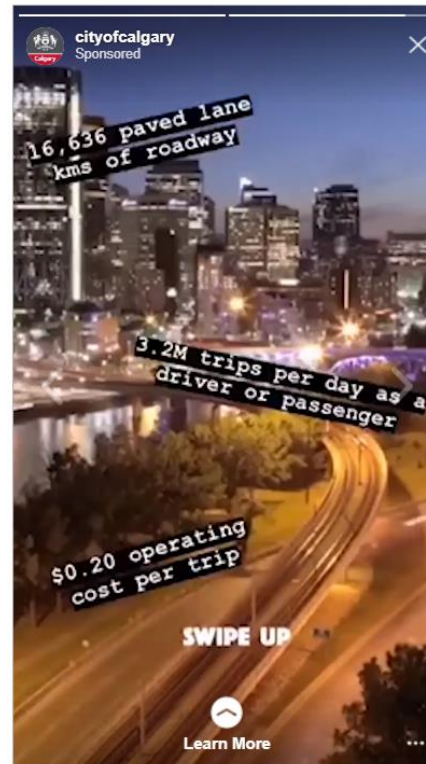 cityofcalgary
Sponsored
Calgary
16,636 paved lane
kms of roadway
3.2M trips per day as a
driver or passenger
$0.20 operating
cost per trip
SWIPE UP
Learn More